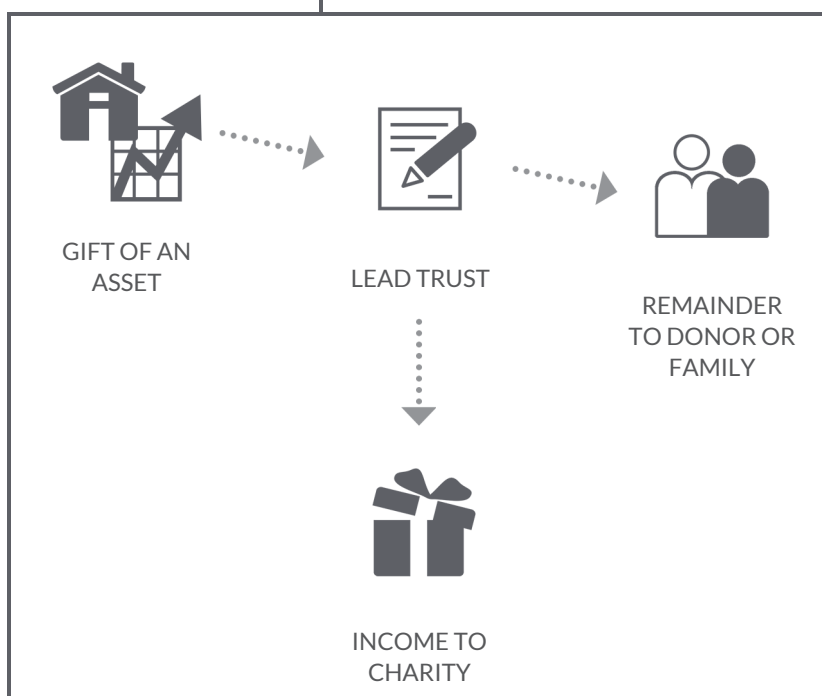 GIFT OF AN
ASSET
LEAD TRUST
REMAINDER
TO DONOR OR
FAMILY
INCOME TO
CHARITY